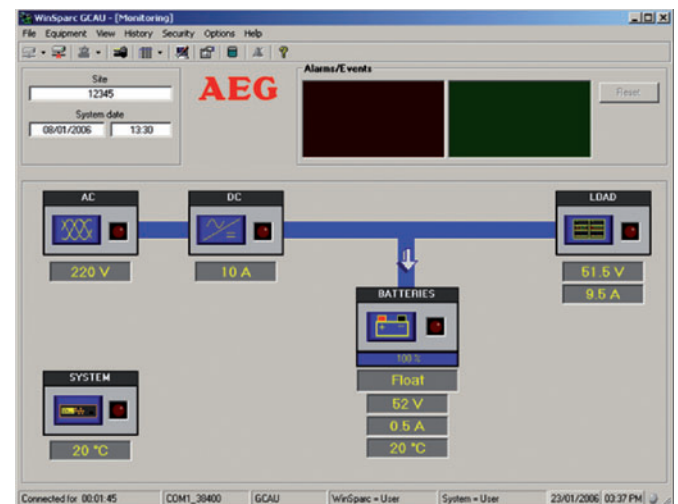 WinSparc GCAU - [Monitoring]
File Equipment View History Security Options Help
Site
12345
System date
08/01/2006 13:30
AEG
Alarms/Events
Reset
AC
220 V
DC
10 A
LOAD
51.5 V
9.5 A
BATTERIES
100 %
Float
52 V
0.5 A
20 °C
SYSTEM
20 °C
Connected for 00:01:45 COM1_38400 GCAU WinSparc = User System = User 23/01/2006 03:37 PM